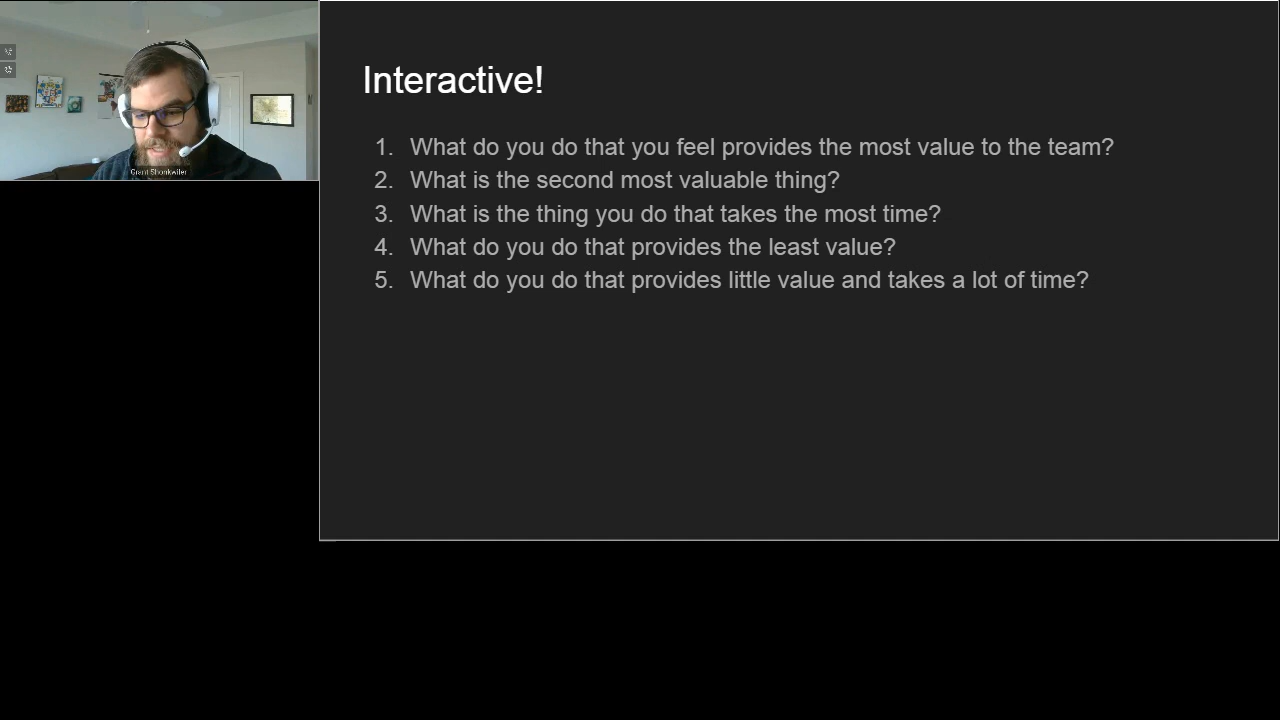 Grant Shonkwiler
Interactive!
1. What do you do that you feel provides the most value to the team?
2. What is the second most valuable thing?
3. What is the thing you do that takes the most time?
4. What do you do that provides the least value?
5. What do you do that provides little value and takes a lot of time?